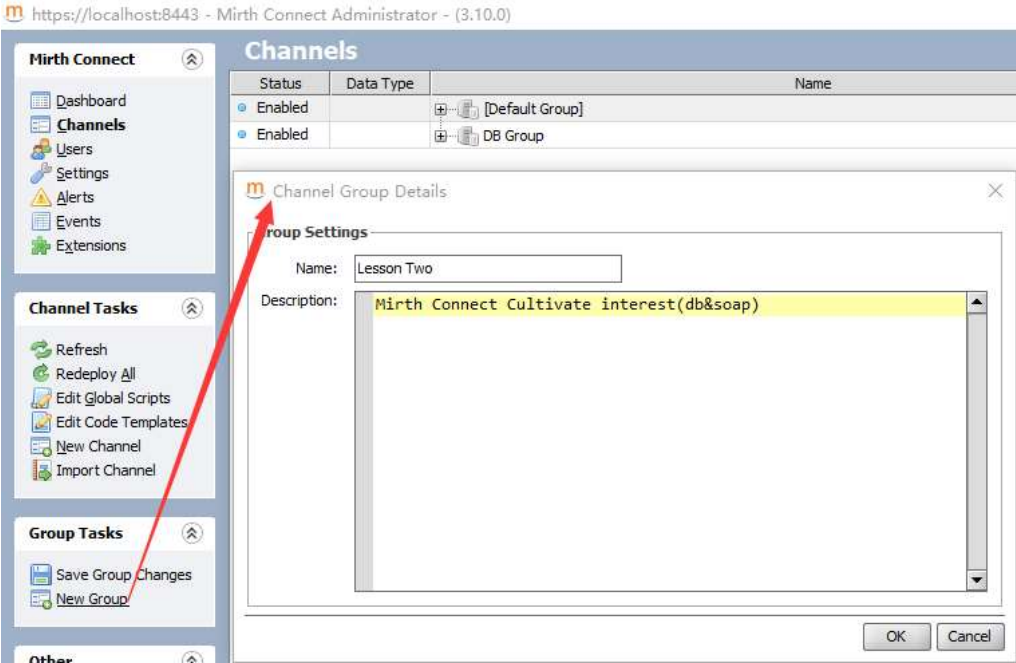 https://localhost:8443 - Mirth Connect Administrator - (3.10.0)
Mirth Connect
Dashboard
Channels
Users
Settings
Alerts
Events
Extensions
Channel Tasks
Refresh
Redeploy All
Edit Global Scripts
Edit Code Templates
New Channel
Import Channel
Group Tasks
Save Group Changes
New Group
Other
Channels
Status Data Type Name
Enabled [Default Group]
Enabled DB Group
Channel Group Details
Group Settings
Name: Lesson Two
Description: Mirth Connect Cultivate interest(db&soap)
OK Cancel